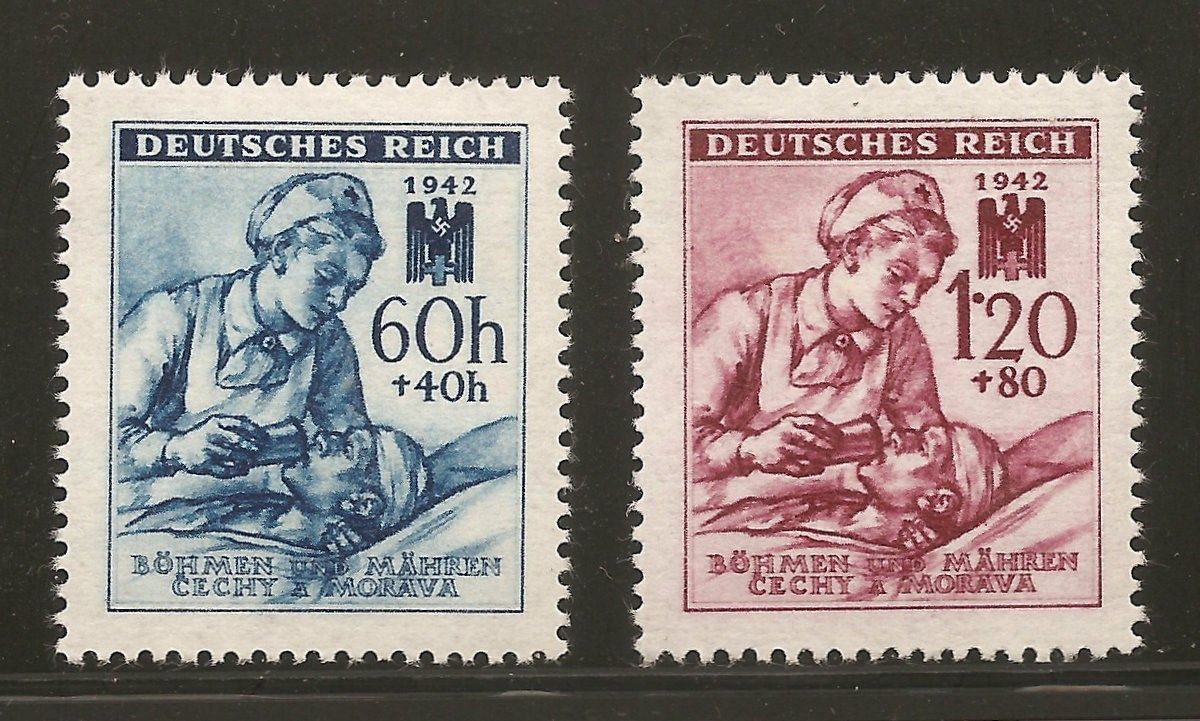 DEUTSCHES REICH
1942
60h
+40h
BÖHMEN UND MÄHREN
ČECHY A MORAVA
DEUTSCHES REICH
1942
1·20
+80
BÖHMEN UND MÄHREN
ČECHY A MORAVA